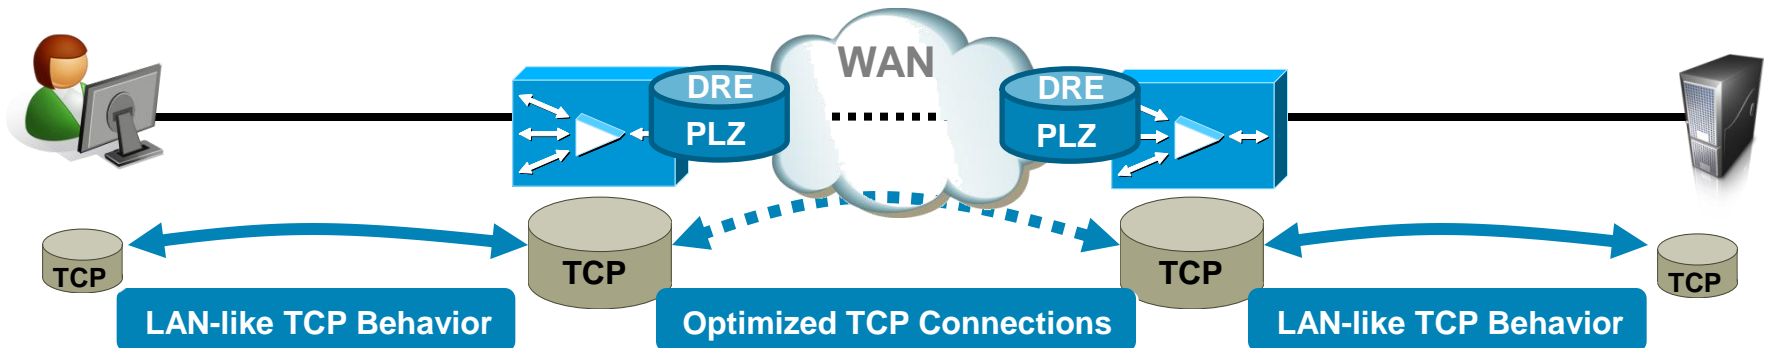 WAN
DRE
PLZ
DRE
PLZ
TCP
TCP
TCP
TCP
LAN-like TCP Behavior
Optimized TCP Connections
LAN-like TCP Behavior